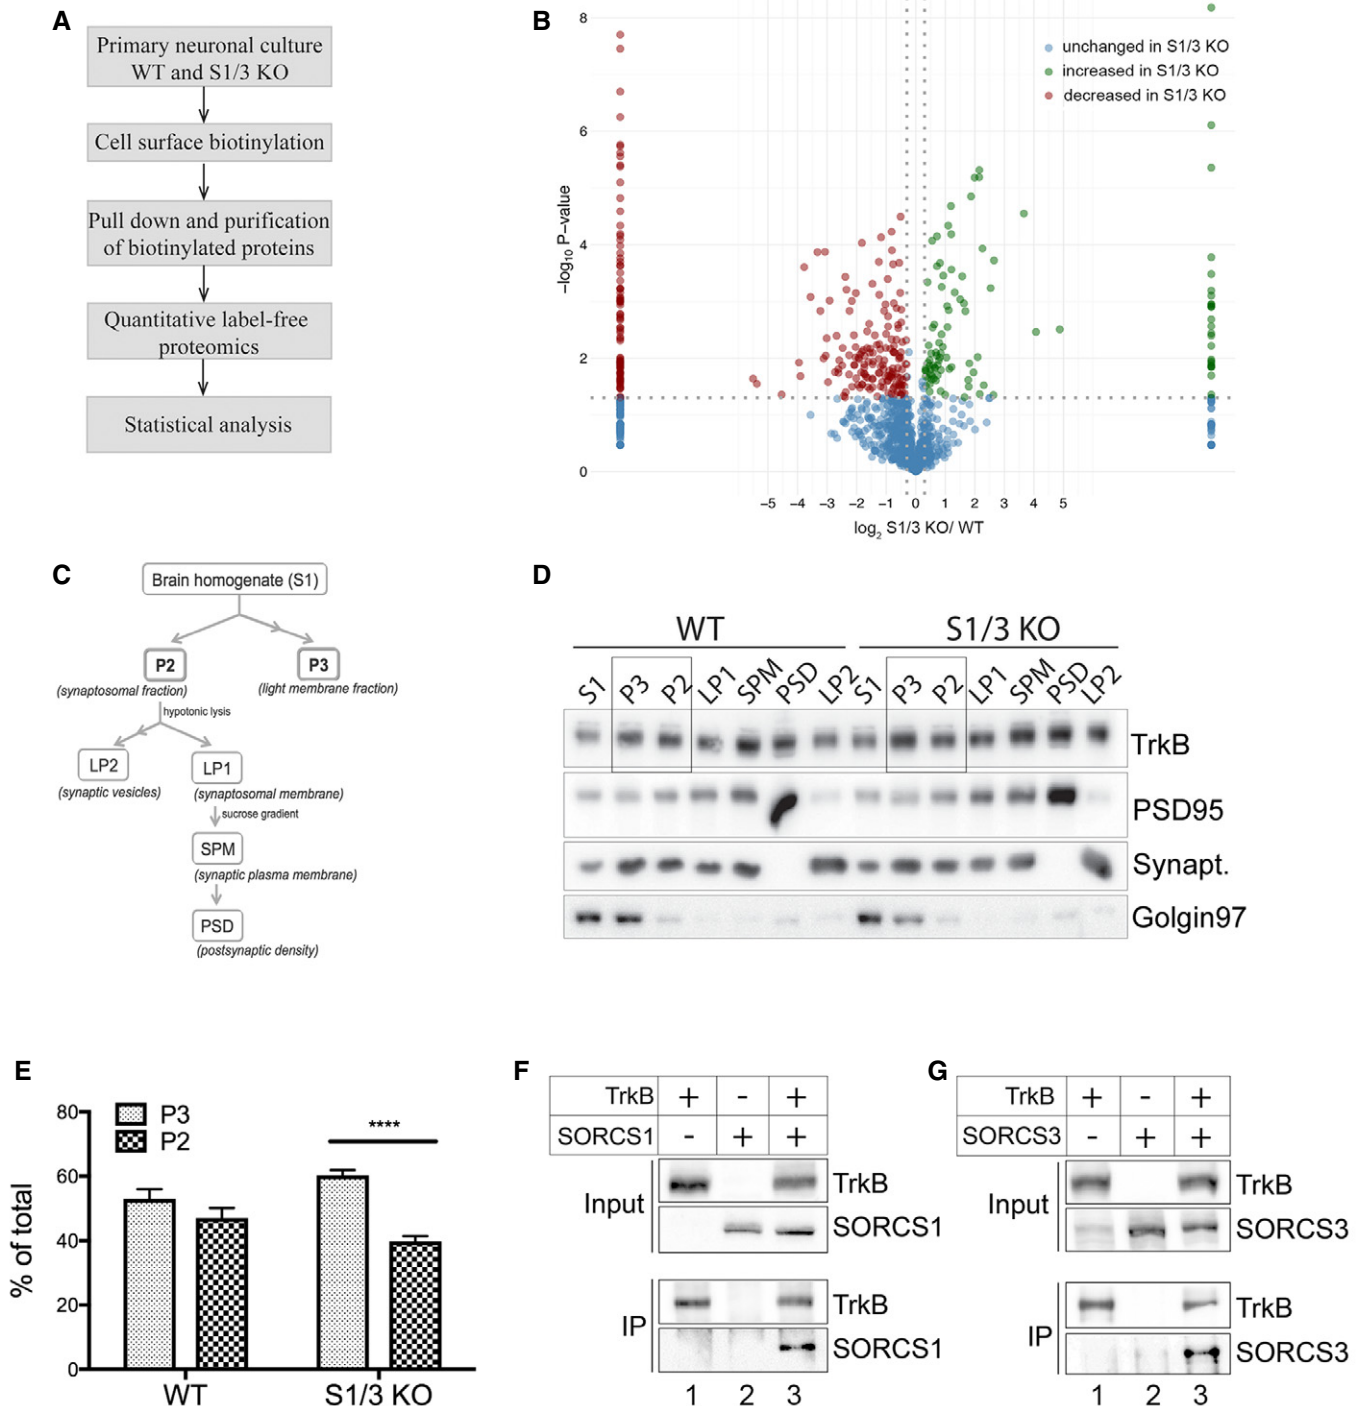 A
Primary neuronal culture
WT and S1/3 KO
Cell surface biotinylation
Pull down and purification
of biotinylated proteins
Quantitative label-free
proteomics
Statistical analysis
B
8
6
4
2
0
−log10 P−value
unchanged in S1/3 KO
increased in S1/3 KO
decreased in S1/3 KO
−5 −4 −3 −2 −1 0 1 2 3 4 5
log2 S1/3 KO/ WT
C
Brain homogenate (S1)
P2 P3
(synaptosomal fraction) (light membrane fraction)
hypotonic lysis
LP2 LP1
(synaptic vesicles) (synaptosomal membrane)
sucrose gradient
SPM
(synaptic plasma membrane)
PSD
(postsynaptic density)
D
WT S1/3 KO
S1 P3 P2 LP1 SPM PSD LP2 S1 P3 P2 LP1 SPM PSD LP2
TrkB
PSD95
Synapt.
Golgin97
E
80
60
40
20
0
% of total
P3
P2
****
WT S1/3 KO
F
TrkB + - +
SORCS1 - + +
Input
TrkB
SORCS1
IP
TrkB
SORCS1
1 2 3
G
TrkB + - +
SORCS3 - + +
Input
TrkB
SORCS3
IP
TrkB
SORCS3
1 2 3